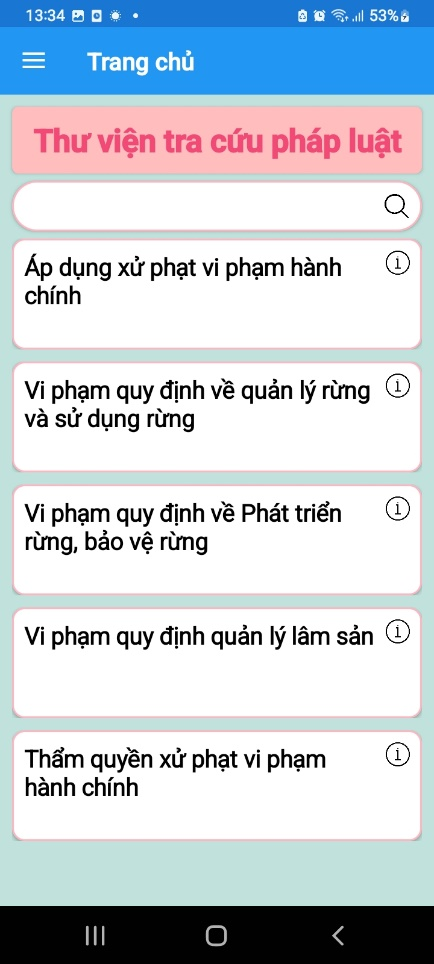 13:34
53%
Trang chủ
Thư viện tra cứu pháp luật
Áp dụng xử phạt vi phạm hành
chính
Vi phạm quy định về quản lý rừng
và sử dụng rừng
Vi phạm quy định về Phát triển
rừng, bảo vệ rừng
Vi phạm quy định quản lý lâm sản
Thẩm quyền xử phạt vi phạm
hành chính